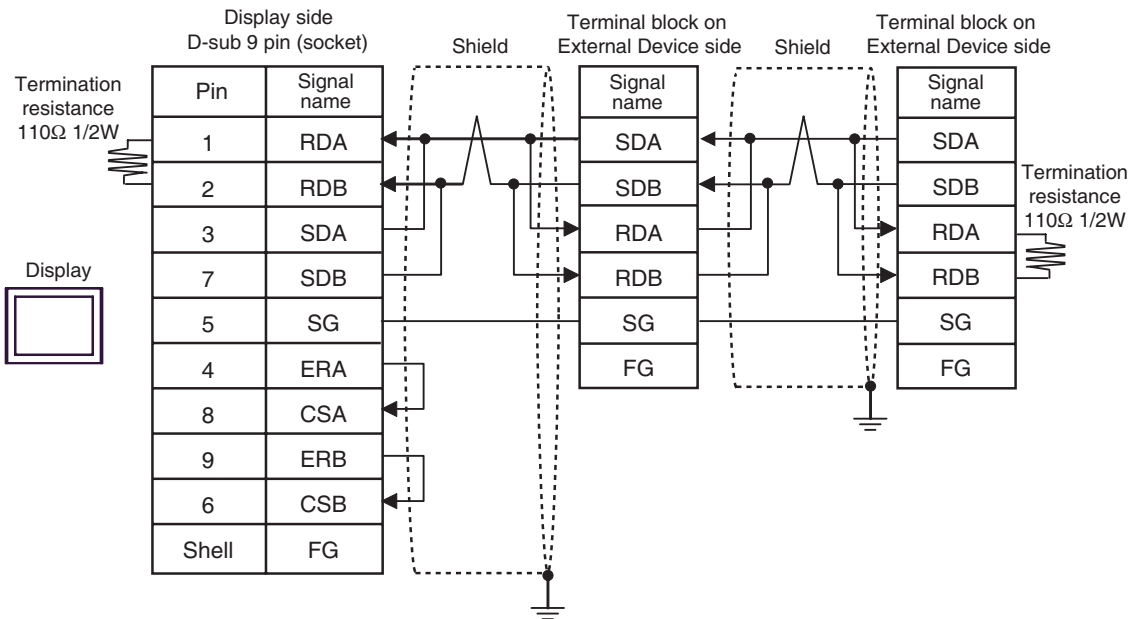 Display side
D-sub 9 pin (socket)
Shield
Terminal block on
External Device side
Shield
Terminal block on
External Device side
Termination
resistance
110Ω 1/2W
Pin
Signal
name
1
RDA
2
RDB
3
SDA
7
SDB
5
SG
4
ERA
8
CSA
9
ERB
6
CSB
Shell
FG
Display
Signal
name
SDA
SDB
RDA
RDB
SG
FG
Signal
name
SDA
SDB
RDA
RDB
SG
FG
Termination
resistance
110Ω 1/2W